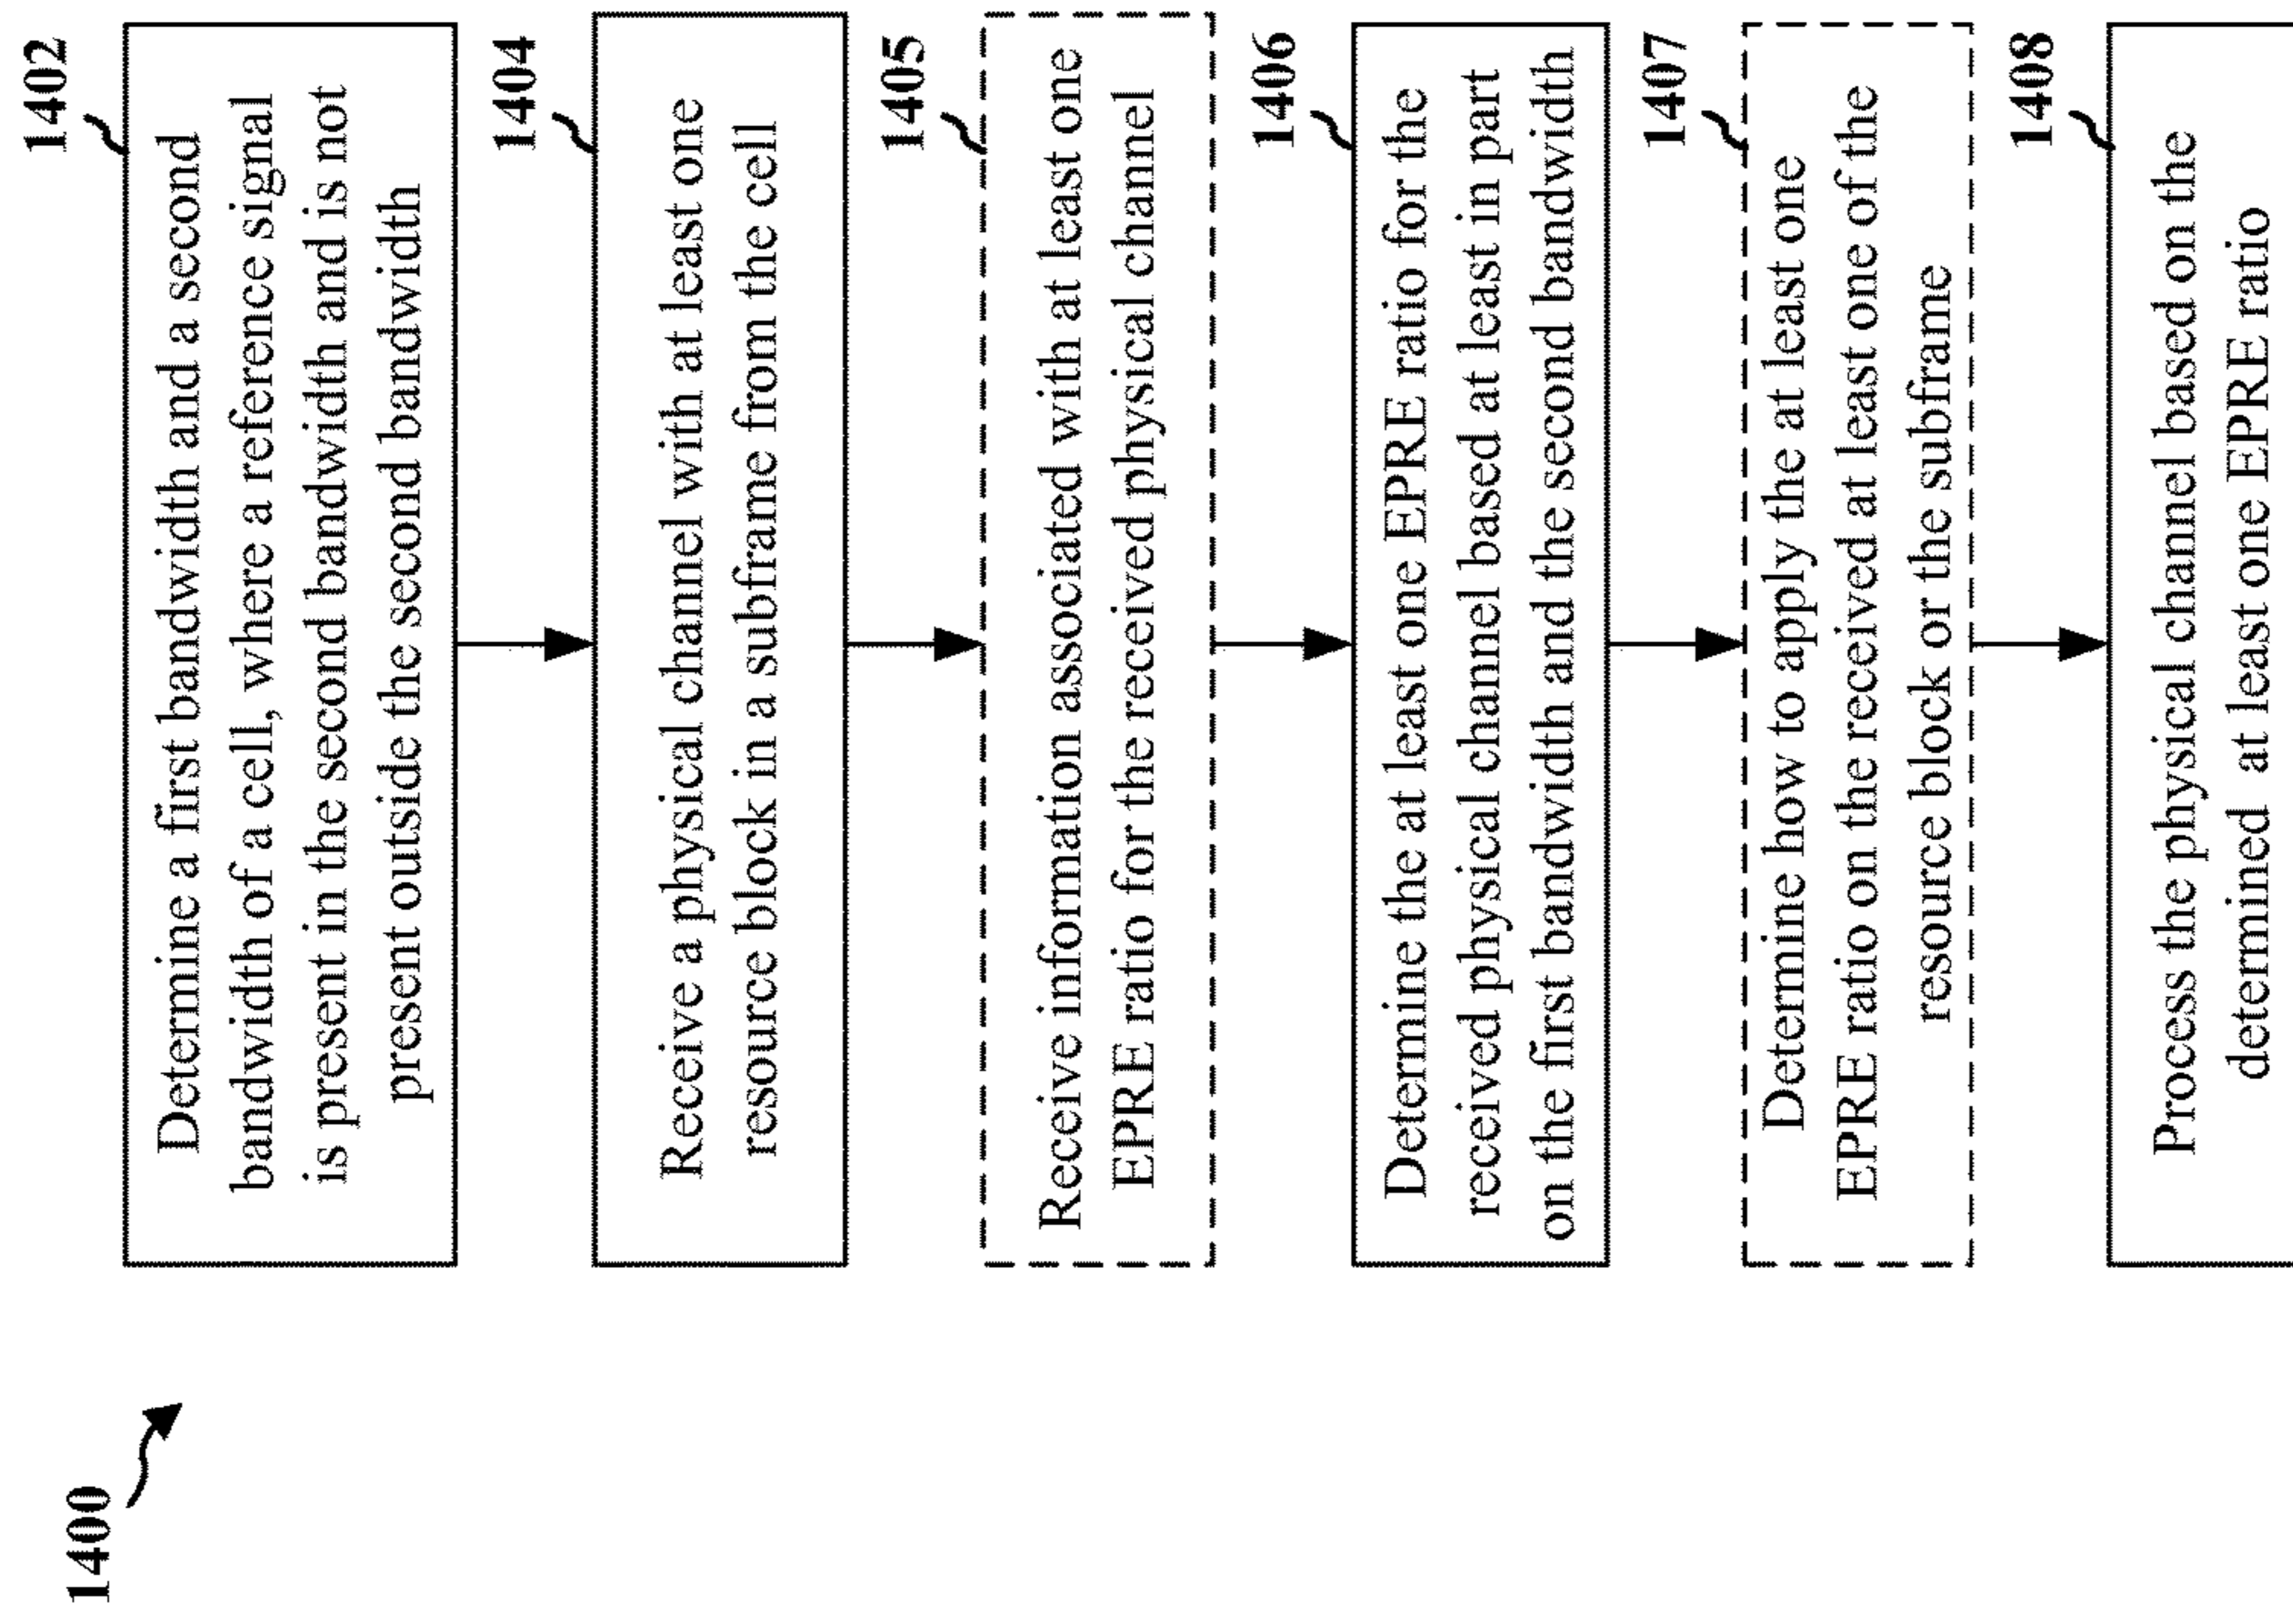 1400
1402
Determine a first bandwidth and a second
bandwidth of a cell, where a reference signal
is present in the second bandwidth and is not
present outside the second bandwidth
1404
Receive a physical channel with at least one
resource block in a subframe from the cell
1405
Receive information associated with at least one
EPRE ratio for the received physical channel
1406
Determine the at least one EPRE ratio for the
received physical channel based at least in part
on the first bandwidth and the second bandwidth
1407
Determine how to apply the at least one
EPRE ratio on the received at least one of the
resource block or the subframe
1408
Process the physical channel based on the
determined at least one EPRE ratio